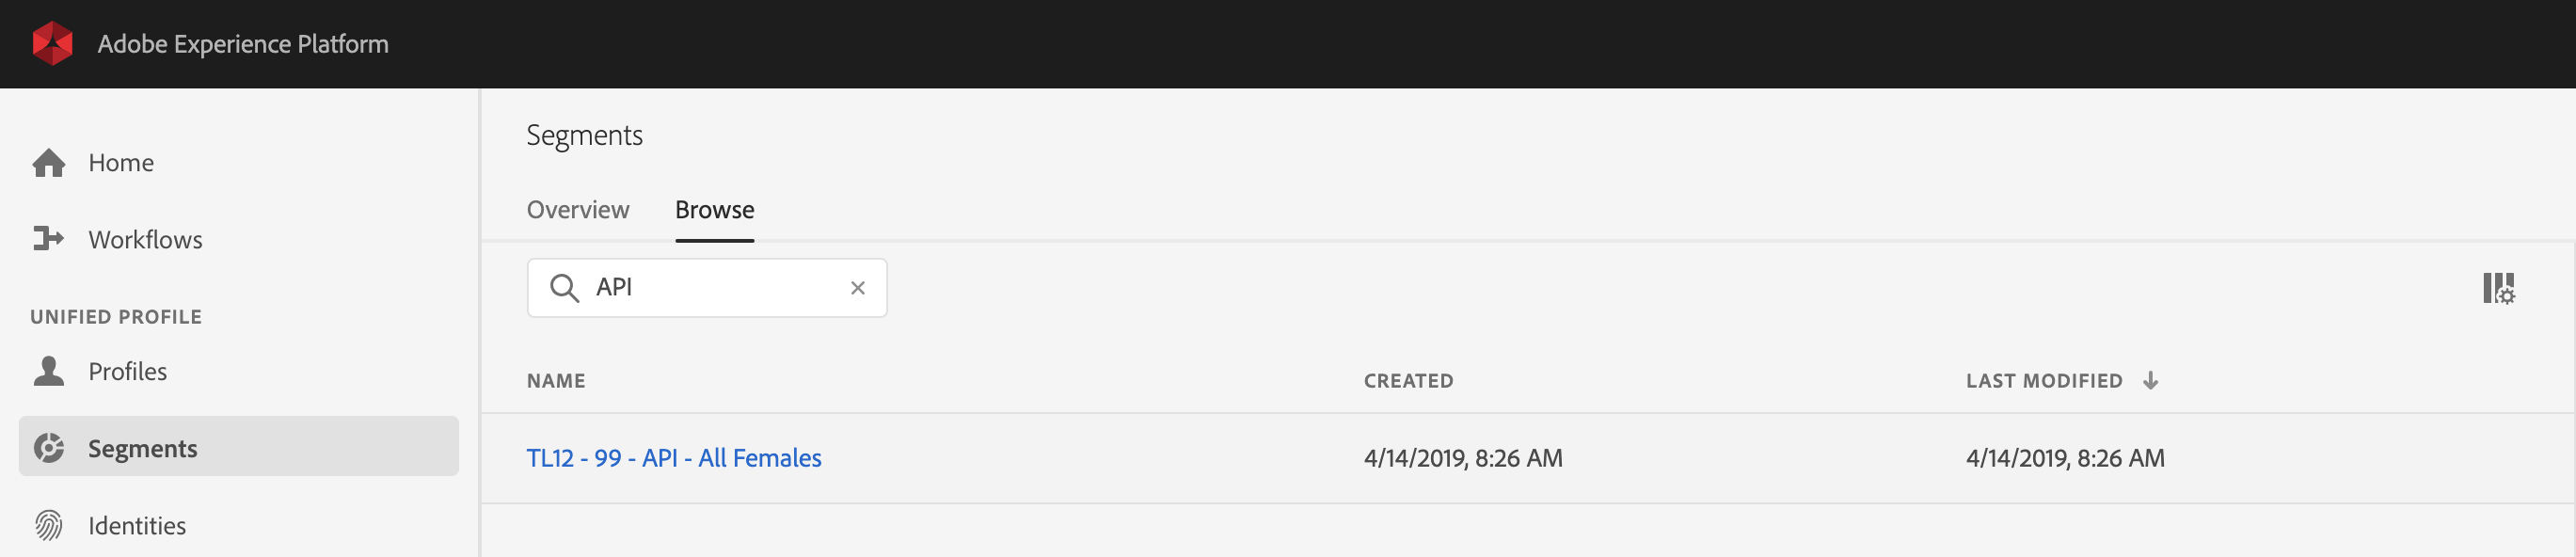 Adobe Experience Platform
Home
Workflows
UNIFIED PROFILE
Profiles
Segments
Identities
Segments
Overview Browse
API
NAME CREATED LAST MODIFIED
TL12 - 99 - API - All Females 4/14/2019, 8:26 AM 4/14/2019, 8:26 AM